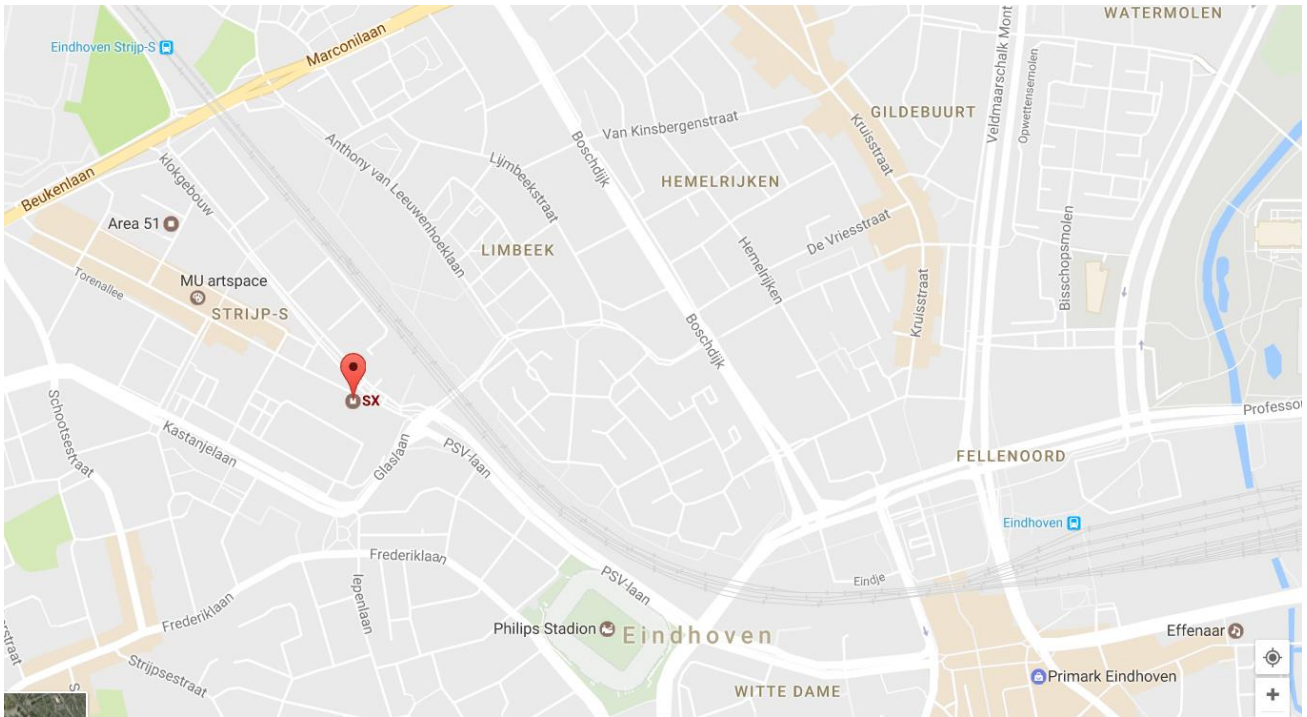 WATERMOLEN
Eindhoven Strijp-S
Marconilaan
Veldmaarschalk Mont
Opwettensemolen
GILDEBUURT
Kruisstraat
Van Kinsbergenstraat
Boschdijk
Anthony van Leeuwenhoeklaan
Lijmbeekstraat
klokgebouw
HEMELRIJKEN
Beukenlaan
Area 51
De Vriesstraat
LIMBEEK
Hemelrijken
Bisschopsmolen
Torenallee
MU artspace
STRIJP-S
Kruisstraat
Boschdijk
SX
Professor
Schootsestraat
Kastanjelaan
Glaslaan
PSV-laan
FELLENOORD
Eindhoven
Frederiklaan
Eindje
PSV-laan
Iepenlaan
Frederiklaan
Philips Stadion
Eindhoven
Effenaar
Strijpsestraat
Primark Eindhoven
WITTE DAME
+